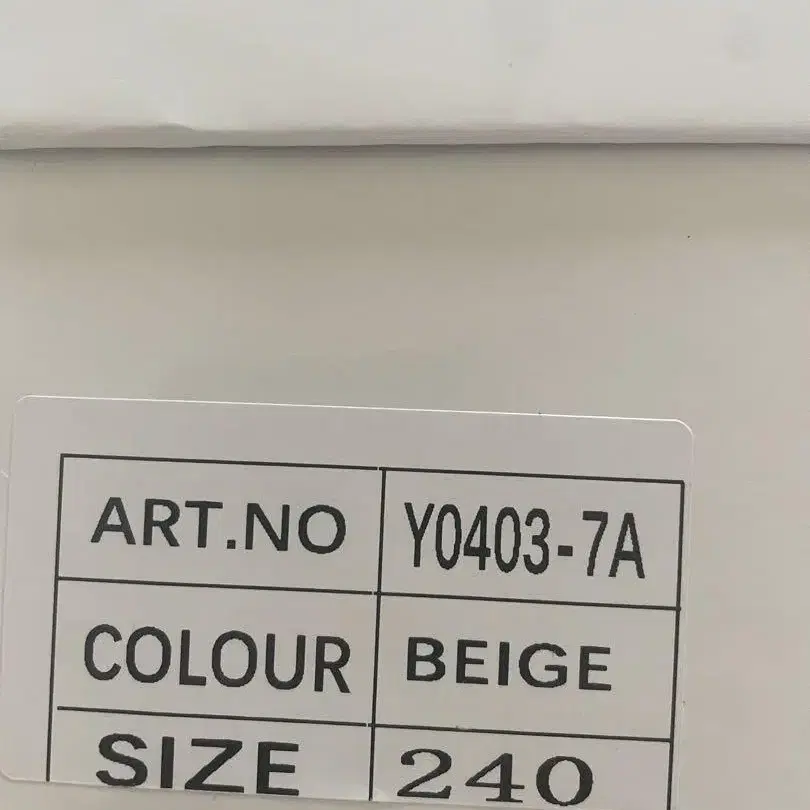 ART.NO Y0403-7A
COLOUR BEIGE
SIZE 240